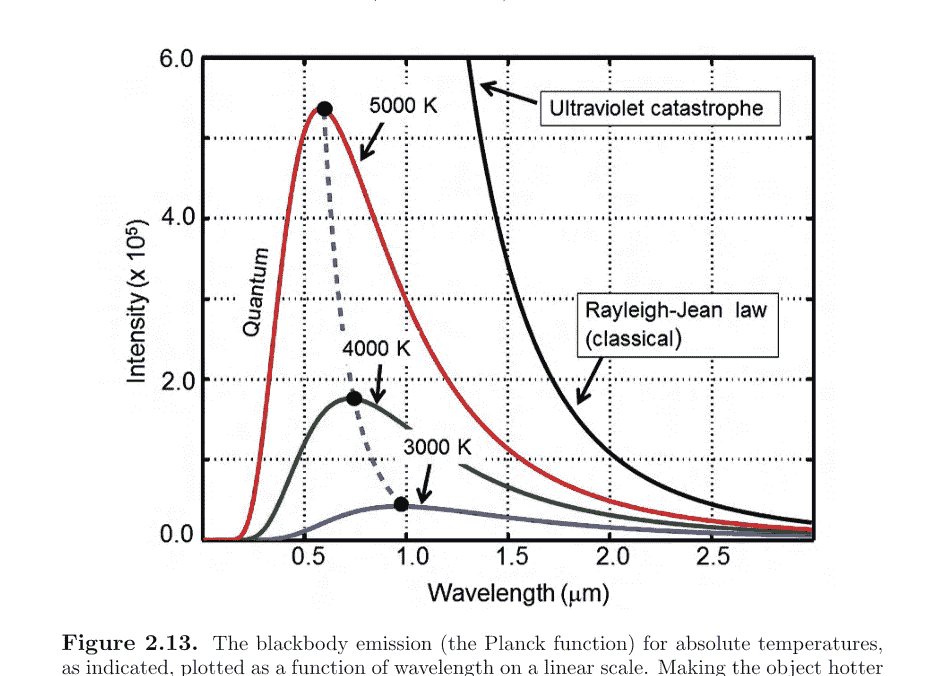 6.0
5000 K
Ultraviolet catastrophe
4.0
Intensity (x 10⁵)
Quantum
Rayleigh-Jean law
(classical)
4000 K
2.0
3000 K
0.0
0.5
1.0
1.5
2.0
2.5
Wavelength (μm)
Figure 2.13. The blackbody emission (the Planck function) for absolute temperatures,
as indicated, plotted as a function of wavelength on a linear scale. Making the object hotter